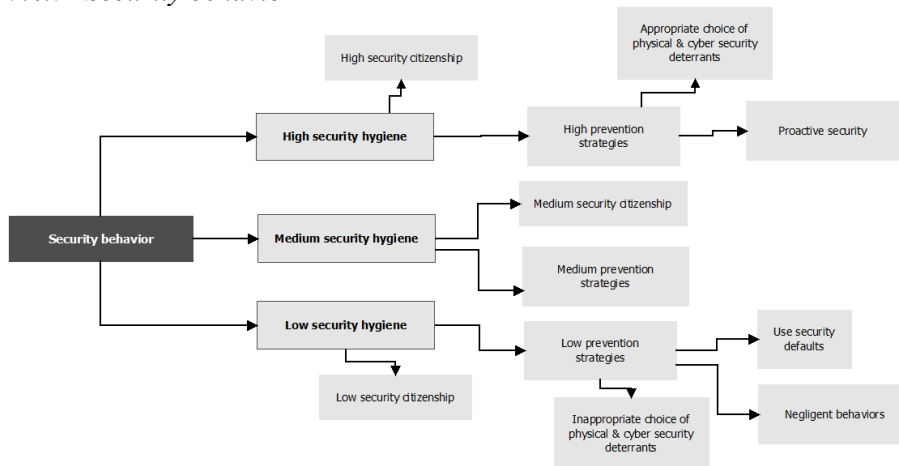 Security behavior
High security citizenship
Appropriate choice of
physical & cyber security
deterrants
High security hygiene
High prevention
strategies
Proactive security
Medium security citizenship
Security behavior
Medium security hygiene
Medium prevention
strategies
Low security hygiene
Low prevention
strategies
Use security
defaults
Low security citizenship
Inappropriate choice of
physical & cyber security
deterrants
Negligent behaviors